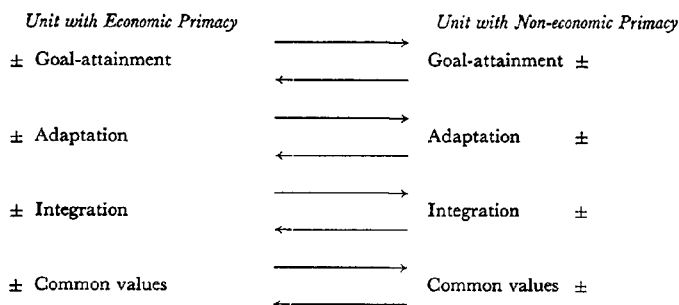 Unit with Economic Primacy Unit with Non-economic Primacy
± Goal-attainment Goal-attainment ±
± Adaptation Adaptation ±
± Integration Integration ±
± Common values Common values ±